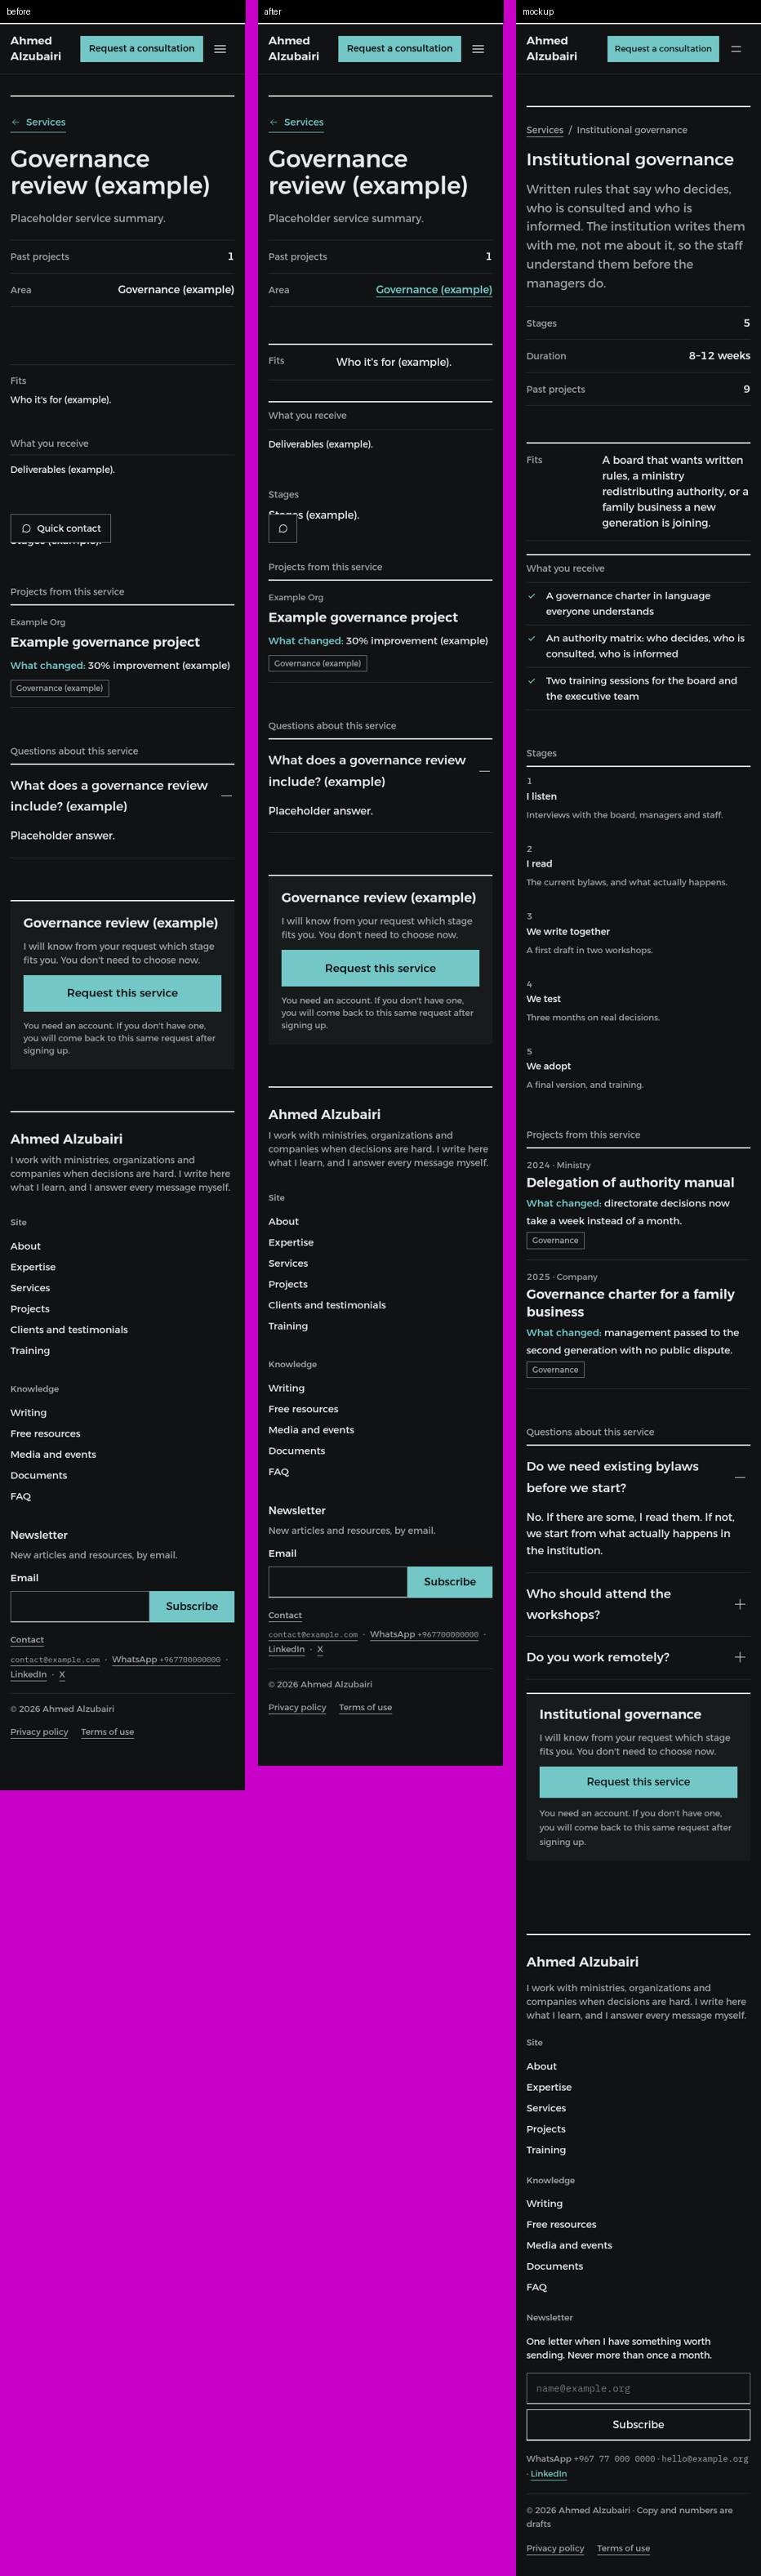 before
Ahmed
Alzubairi
Request a consultation
← Services
Governance
review (example)
Placeholder service summary.
Past projects 1
Area Governance (example)
Fits
Who it's for (example).
What you receive
Deliverables (example).
Quick contact
Projects from this service
Example Org
Example governance project
What changed: 30% improvement (example)
Governance (example)
Questions about this service
What does a governance review
include? (example)
Placeholder answer.
Governance review (example)
I will know from your request which stage
fits you. You don't need to choose now.
Request this service
You need an account. If you don't have one,
you will come back to this same request after
signing up.
Ahmed Alzubairi
I work with ministries, organizations and
companies when decisions are hard. I write here
what I learn, and I answer every message myself.
Site
About
Expertise
Services
Projects
Clients and testimonials
Training
Knowledge
Writing
Free resources
Media and events
Documents
FAQ
Newsletter
New articles and resources, by email.
Email
Subscribe
Contact
contact@example.com · WhatsApp +967700000000 ·
LinkedIn · X
© 2026 Ahmed Alzubairi
Privacy policy Terms of use
after
Ahmed
Alzubairi
Request a consultation
← Services
Governance
review (example)
Placeholder service summary.
Past projects 1
Area Governance (example)
Fits Who it's for (example).
What you receive
Deliverables (example).
Stages
(example).
Projects from this service
Example Org
Example governance project
What changed: 30% improvement (example)
Governance (example)
Questions about this service
What does a governance review
include? (example)
Placeholder answer.
Governance review (example)
I will know from your request which stage
fits you. You don't need to choose now.
Request this service
You need an account. If you don't have one,
you will come back to this same request after
signing up.
Ahmed Alzubairi
I work with ministries, organizations and
companies when decisions are hard. I write here
what I learn, and I answer every message myself.
Site
About
Expertise
Services
Projects
Clients and testimonials
Training
Knowledge
Writing
Free resources
Media and events
Documents
FAQ
Newsletter
New articles and resources, by email.
Email
Subscribe
Contact
contact@example.com · WhatsApp +967700000000 ·
LinkedIn · X
© 2026 Ahmed Alzubairi
Privacy policy Terms of use
mockup
Ahmed
Alzubairi
Request a consultation
Services / Institutional governance
Institutional governance
Written rules that say who decides,
who is consulted and who is
informed. The institution writes them
with me, not me about it, so the staff
understand them before the
managers do.
Stages 5
Duration 8–12 weeks
Past projects 9
Fits A board that wants written
rules, a ministry
redistributing authority, or a
family business a new
generation is joining.
What you receive
✓ A governance charter in language
everyone understands
✓ An authority matrix: who decides, who is
consulted, who is informed
✓ Two training sessions for the board and
the executive team
Stages
1
I listen
Interviews with the board, managers and staff.
2
I read
The current bylaws, and what actually happens.
3
We write together
A first draft in two workshops.
4
We test
Three months on real decisions.
5
We adopt
A final version, and training.
Projects from this service
2024 · Ministry
Delegation of authority manual
What changed: directorate decisions now
take a week instead of a month.
Governance
2025 · Company
Governance charter for a family
business
What changed: management passed to the
second generation with no public dispute.
Governance
Questions about this service
Do we need existing bylaws
before we start?
No. If there are some, I read them. If not,
we start from what actually happens in
the institution.
Who should attend the
workshops?
Do you work remotely?
Institutional governance
I will know from your request which stage
fits you. You don't need to choose now.
Request this service
You need an account. If you don't have one,
you will come back to this same request after
signing up.
Ahmed Alzubairi
I work with ministries, organizations and
companies when decisions are hard. I write here
what I learn, and I answer every message myself.
Site
About
Expertise
Services
Projects
Training
Knowledge
Writing
Free resources
Media and events
Documents
FAQ
Newsletter
One letter when I have something worth
sending. Never more than once a month.
name@example.org
Subscribe
WhatsApp +967 77 000 0000 · hello@example.org
· LinkedIn
© 2026 Ahmed Alzubairi · Copy and numbers are
drafts
Privacy policy Terms of use